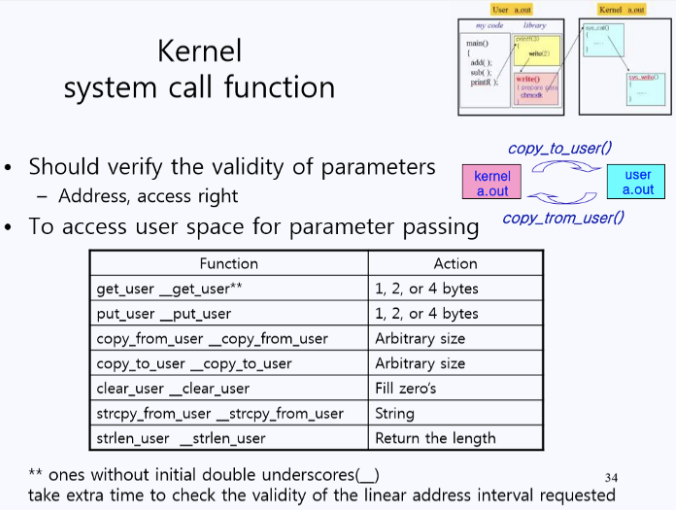 User a.out
Kernel a.out
my code library
main()
{
add( );
sub( );
printf( );
printf(3)
{
write(2)
write()
{
chmodk
}
sys_call()
{
sys_write()
{
}
Kernel
system call function
• Should verify the validity of parameters
– Address, access right
• To access user space for parameter passing
copy_to_user()
kernel
a.out
user
a.out
copy_trom_user()
Function Action
get_user __get_user** 1, 2, or 4 bytes
put_user __put_user 1, 2, or 4 bytes
copy_from_user __copy_from_user Arbitrary size
copy_to_user __copy_to_user Arbitrary size
clear_user __clear_user Fill zero's
strcpy_from_user __strcpy_from_user String
strlen_user __strlen_user Return the length
** ones without initial double underscores(__)
take extra time to check the validity of the linear address interval requested
34